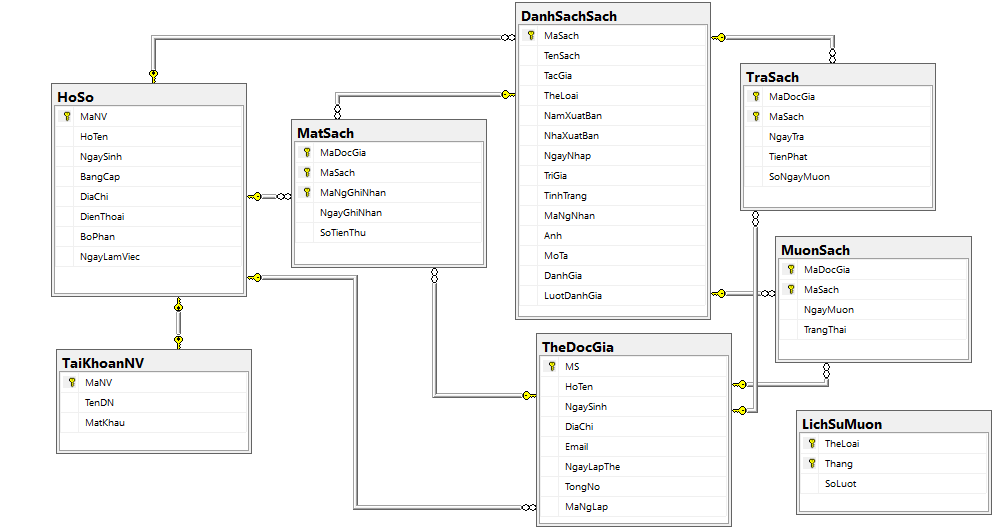 DanhSachSach
MaSach
TenSach
TacGia
TheLoai
NamXuatBan
NhaXuatBan
NgayNhap
TriGia
TinhTrang
MaNgNhan
Anh
MoTa
DanhGia
LuotDanhGia
TraSach
MaDocGia
MaSach
NgayTra
TienPhat
SoNgayMuon
HoSo
MaNV
HoTen
NgaySinh
BangCap
DiaChi
DienThoai
BoPhan
NgayLamViec
MatSach
MaDocGia
MaSach
MaNgGhiNhan
NgayGhiNhan
SoTienThu
MuonSach
MaDocGia
MaSach
NgayMuon
TrangThai
TheDocGia
MS
HoTen
NgaySinh
DiaChi
Email
NgayLapThe
TongNo
MaNgLap
TaiKhoanNV
MaNV
TenDN
MatKhau
LichSuMuon
TheLoai
Thang
SoLuot